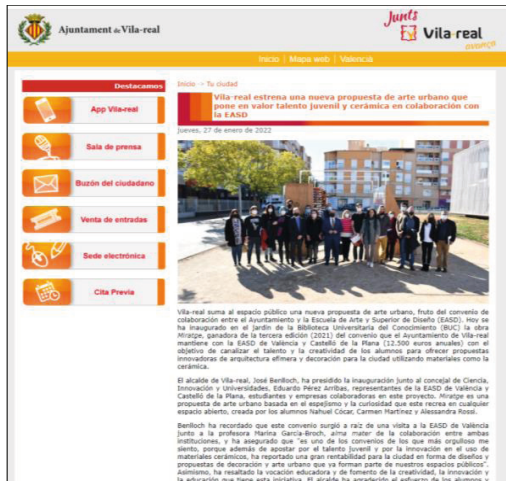 Ajuntament de Vila-real
Junts
Vila-real
avança
Inicio | Mapa web | Valencià
Destacamos
App Vila-real
Sala de prensa
Buzón del ciudadano
Venta de entradas
Sede electrónica
Cita Previa
Inicio → Tu ciudad
Vila-real estrena una nueva propuesta de arte urbano que
pone en valor talento juvenil y cerámica en colaboración con
la EASD
jueves, 27 de enero de 2022
Vila-real suma al espacio público una nueva propuesta de arte urbano, fruto del convenio de
colaboración entre el Ayuntamiento y la Escuela de Arte y Superior de Diseño (EASD). Hoy se
ha inaugurado en el Jardín de la Biblioteca Universitaria del Conocimiento (BUC) la obra
Miratge, ganadora de la tercera edición (2021) del convenio que el Ayuntamiento de Vila-real
mantiene con la EASD de València y Castelló de la Plana (12.500 euros anuales) con el
objetivo de canalizar el talento y la creatividad de los alumnos para ofrecer propuestas
innovadoras de arquitectura efímera y decoración para la ciudad utilizando materiales como la
cerámica.
El alcalde de Vila-real, José Benlloch, ha presidido la inauguración junto al concejal de Ciencia,
Innovación y Universidades, Eduardo Pérez Arribas, representantes de la EASD de València y
Castelló de la Plana, estudiantes y empresas colaboradoras en este proyecto. Miratge es una
propuesta de arte urbano basada en el espejismo y la curiosidad que este recrea en cualquier
espacio abierto, creada por los alumnos Nahuel Cócar, Carmen Martínez y Alessandra Rossi.
Benlloch ha recordado que este convenio surgió a raíz de una visita a la EASD de València
junto a la profesora Marina García-Broch, alma mater de la colaboración entre ambas
instituciones, y ha asegurado que "es uno de los convenios de los que más orgulloso me
siento, porque además de apostar por el talento juvenil y por la innovación en el uso de
materiales cerámicos, ha reportado una gran rentabilidad para la ciudad en forma de diseños y
propuestas de decoración y arte urbano que ya forman parte de nuestros espacios públicos".
Asimismo, ha resaltado la vocación educadora y de fomento de la creatividad, la innovación y
la educación que tiene esta iniciativa. El alcalde ha agradecido el esfuerzo de los alumnos y